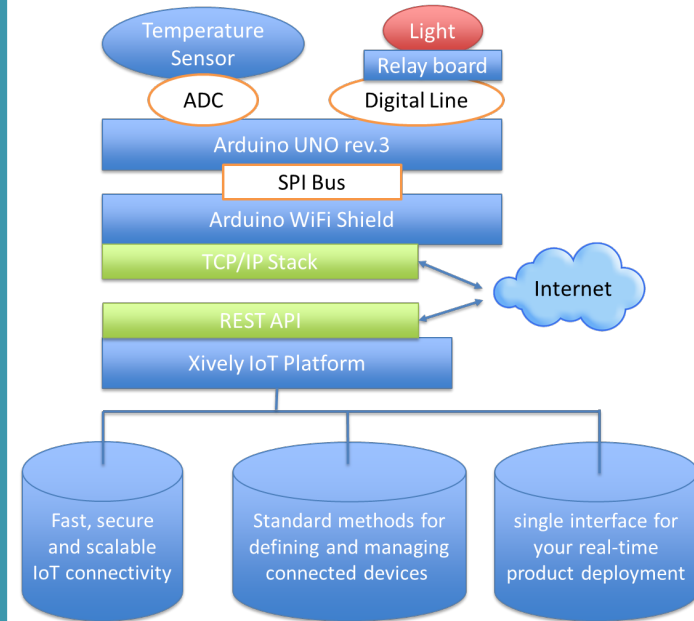 Temperature
Sensor
Light
Relay board
ADC
Digital Line
Arduino UNO rev.3
SPI Bus
Arduino WiFi Shield
TCP/IP Stack
Internet
REST API
Xively IoT Platform
Fast, secure
and scalable
IoT connectivity
Standard methods for
defining and managing
connected devices
single interface for
your real-time
product deployment